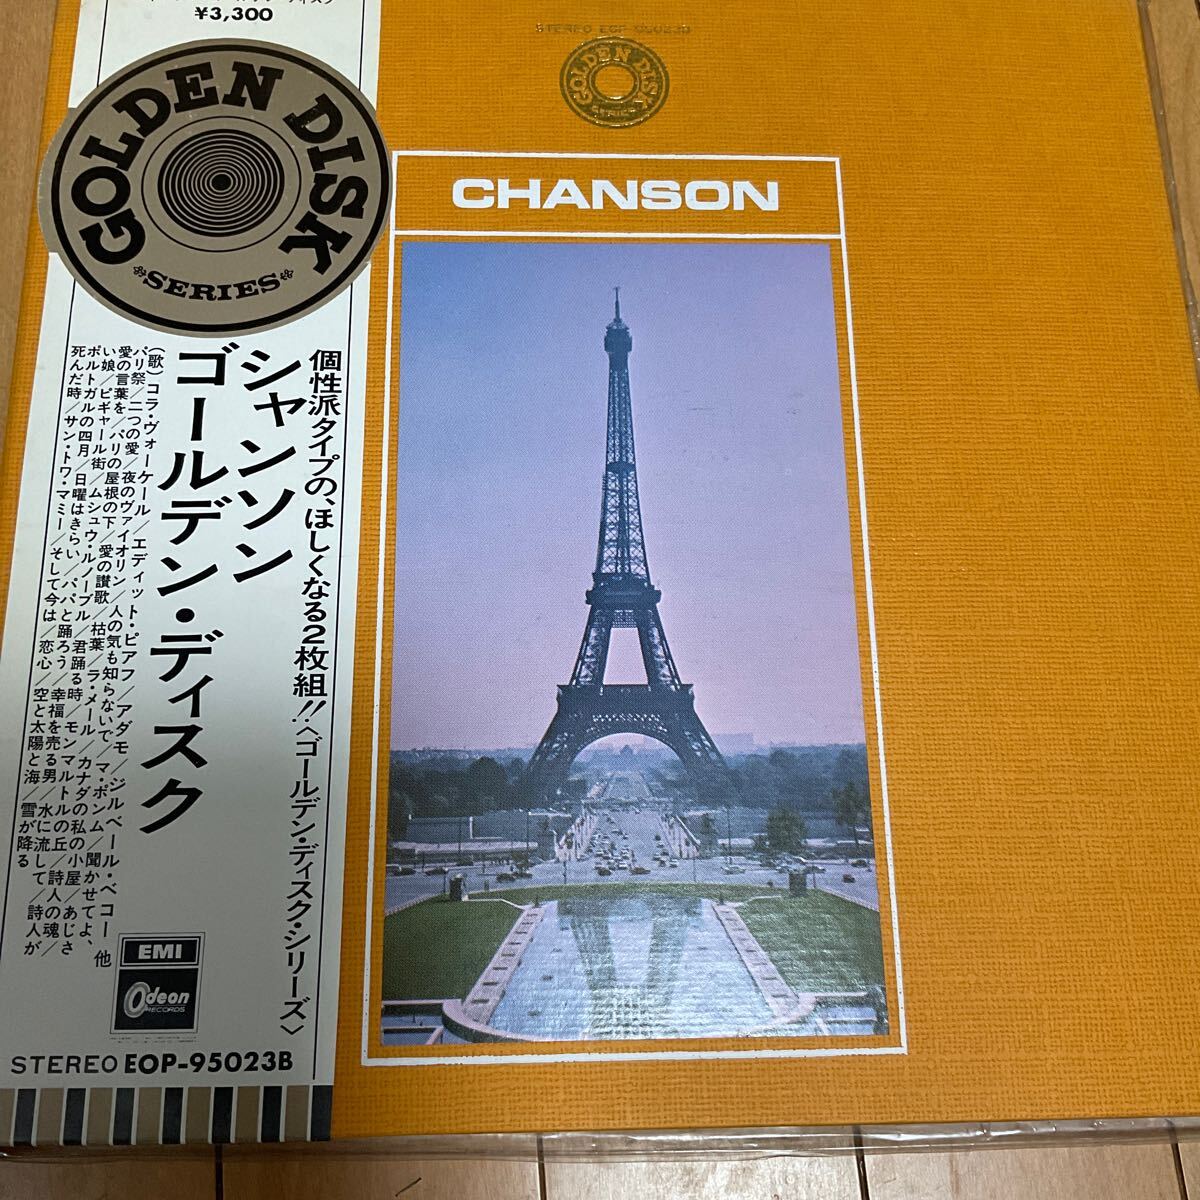 ¥3,300
GOLDEN DISK
SERIES
個性派タイプの、ほしくなる2枚組!!〈ゴールデン・ディスク・シリーズ〉
シャンソン
ゴールデン・ディスク
(歌)コラ・ヴォーケール/エディット・ピアフ/アダモ/ジルベール・ベコー 他
パリ祭/二つの愛/夜のヴァイオリン/人の気も知らないで/マ・ポンム/聞かせてよ、
愛の言葉を/パリの屋根の下/愛の讃歌/枯葉/ラ・メール/カナダの私の小屋/あじさ
い娘/ピギャール街/ムシュウ・ルノーブル/君踊る時/モンマルトルの丘/詩人の魂/
ポルトガルの四月/日曜はきらい/パパと踊ろう/幸福を売る男/水に流して/詩人が
死んだ時/サン・トワ・マミー/そして今は/恋心/空と太陽と海/雪が降る
EMI
Odeon
RECORDS
STEREO EOP-95023B
STEREO EOP 95023B
GOLDEN DISK
SERIES
CHANSON